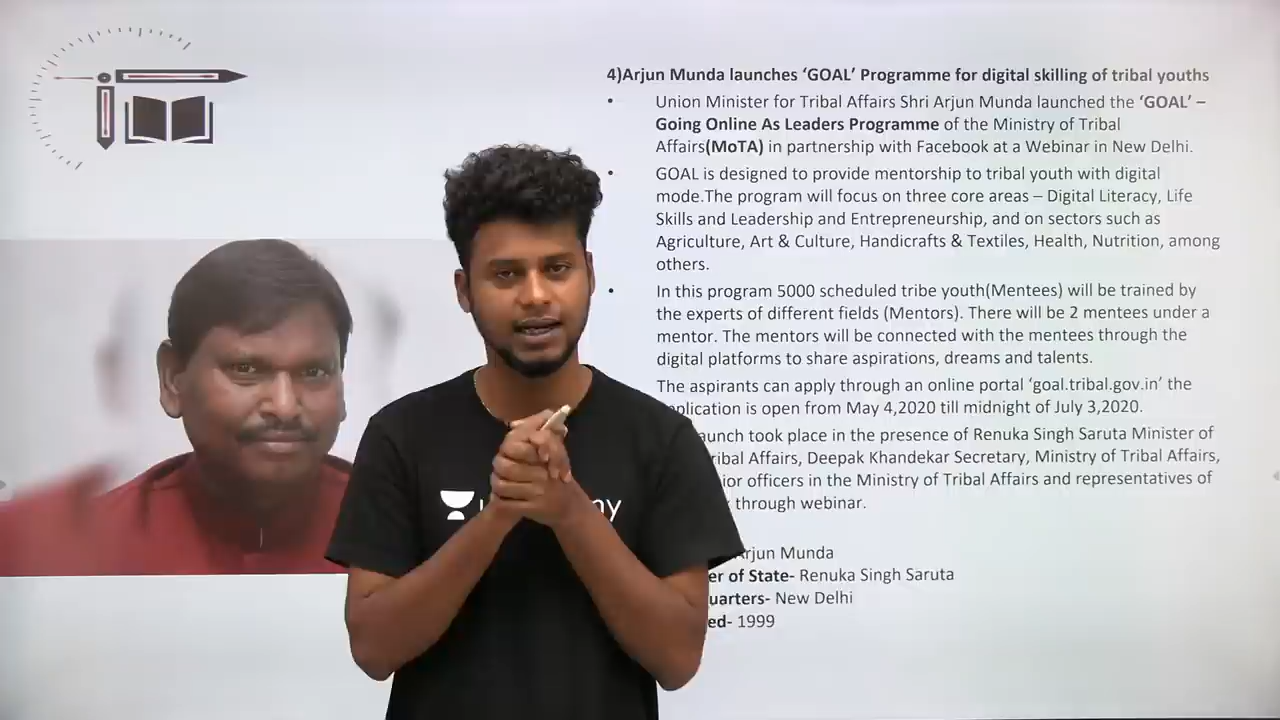 4)Arjun Munda launches ‘GOAL’ Programme for digital skilling of tribal youths
• Union Minister for Tribal Affairs Shri Arjun Munda launched the ‘GOAL’ –
Going Online As Leaders Programme of the Ministry of Tribal
Affairs(MoTA) in partnership with Facebook at a Webinar in New Delhi.
• GOAL is designed to provide mentorship to tribal youth with digital
mode.The program will focus on three core areas – Digital Literacy, Life
Skills and Leadership and Entrepreneurship, and on sectors such as
Agriculture, Art & Culture, Handicrafts & Textiles, Health, Nutrition, among
others.
• In this program 5000 scheduled tribe youth(Mentees) will be trained by
the experts of different fields (Mentors). There will be 2 mentees under a
mentor. The mentors will be connected with the mentees through the
digital platforms to share aspirations, dreams and talents.
The aspirants can apply through an online portal ‘goal.tribal.gov.in’ the
is open from May 4,2020 till midnight of July 3,2020.
took place in the presence of Renuka Singh Saruta Minister of
Affairs, Deepak Khandekar Secretary, Ministry of Tribal Affairs,
officers in the Ministry of Tribal Affairs and representatives of
through webinar.
Arjun Munda
of State- Renuka Singh Saruta
New Delhi
1999